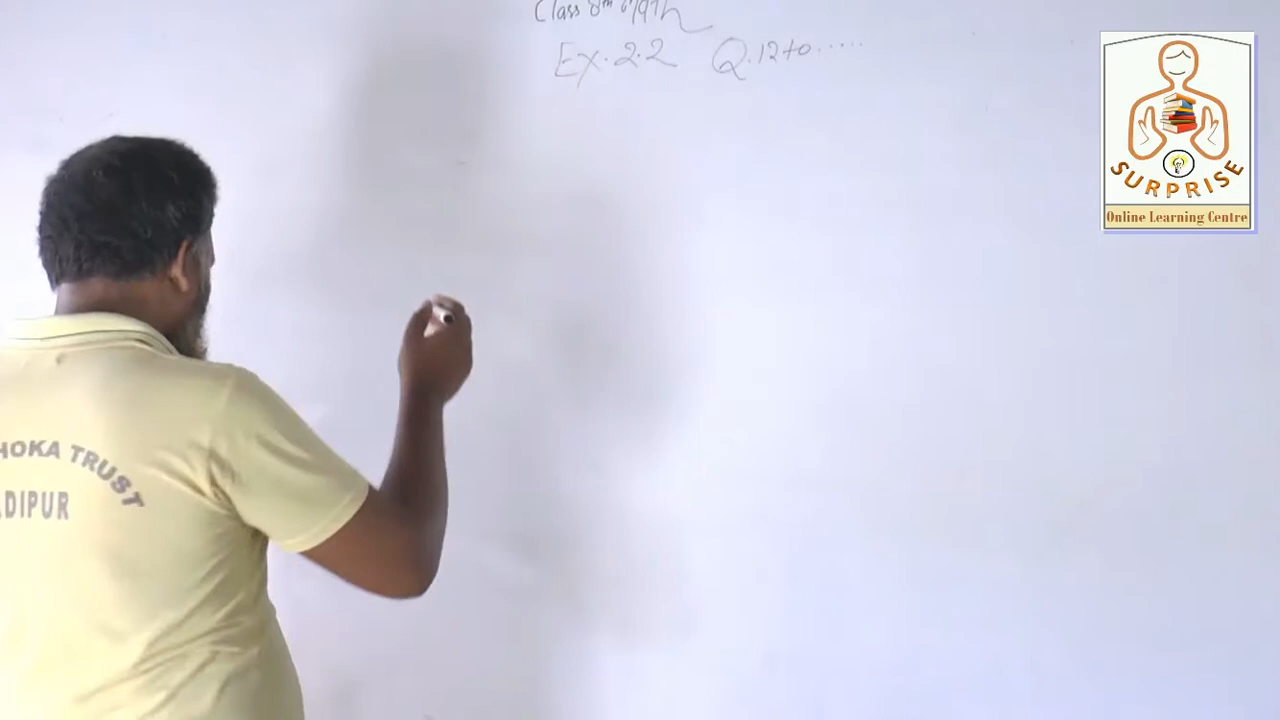 Class 8th Math
Ex. 2.2 Q. 12 to.....
SURPRISE
Online Learning Centre
HOKA TRUST
DIPUR